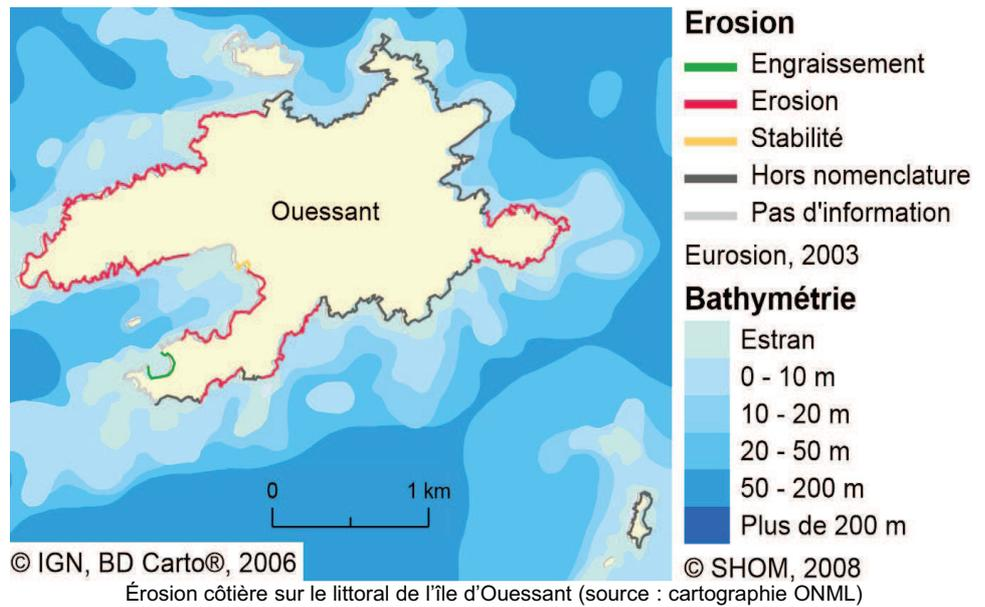 Erosion
Engraissement
Erosion
Stabilité
Hors nomenclature
Pas d'information
Eurosion, 2003
Bathymétrie
Estran
0 - 10 m
10 - 20 m
20 - 50 m
50 - 200 m
Plus de 200 m
© SHOM, 2008
Ouessant
0 1 km
© IGN, BD Carto®, 2006
Érosion côtière sur le littoral de l'île d'Ouessant (source : cartographie ONML)